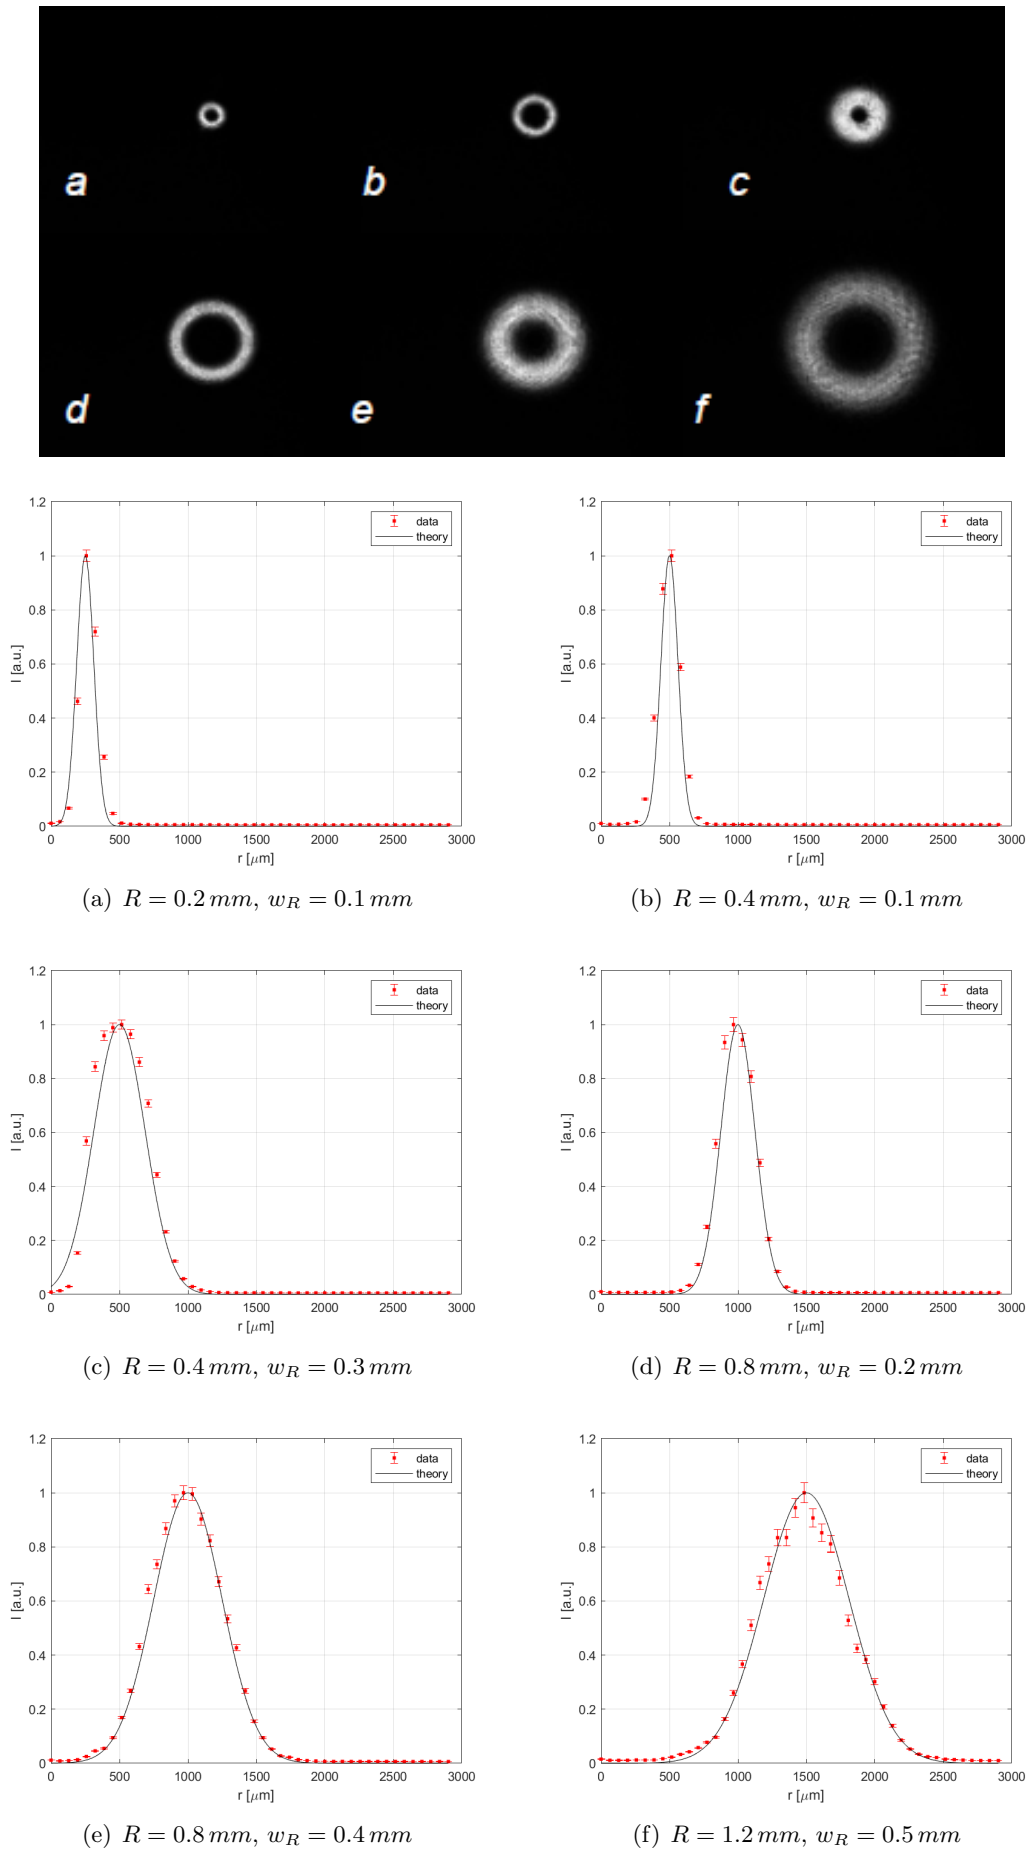 a b c
d e f
1.2
1
0.8
0.6
0.4
0.2
0
0 500 1000 1500 2000 2500 3000
I [a.u.]
r [μm]
data
theory
(a) R = 0.2 mm, w_R = 0.1 mm
1.2
1
0.8
0.6
0.4
0.2
0
0 500 1000 1500 2000 2500 3000
I [a.u.]
r [μm]
data
theory
(b) R = 0.4 mm, w_R = 0.1 mm
1.2
1
0.8
0.6
0.4
0.2
0
0 500 1000 1500 2000 2500 3000
I [a.u.]
r [μm]
data
theory
(c) R = 0.4 mm, w_R = 0.3 mm
1.2
1
0.8
0.6
0.4
0.2
0
0 500 1000 1500 2000 2500 3000
I [a.u.]
r [μm]
data
theory
(d) R = 0.8 mm, w_R = 0.2 mm
1.2
1
0.8
0.6
0.4
0.2
0
0 500 1000 1500 2000 2500 3000
I [a.u.]
r [μm]
data
theory
(e) R = 0.8 mm, w_R = 0.4 mm
1.2
1
0.8
0.6
0.4
0.2
0
0 500 1000 1500 2000 2500 3000
I [a.u.]
r [μm]
data
theory
(f) R = 1.2 mm, w_R = 0.5 mm